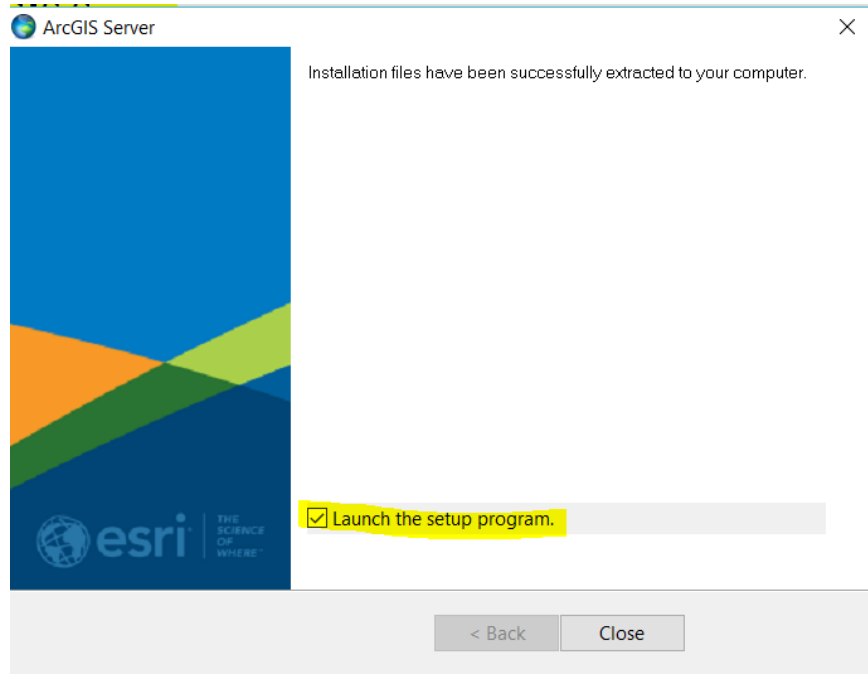 ArcGIS Server
Installation files have been successfully extracted to your computer.
Launch the setup program.
esri
THE
SCIENCE
OF
WHERE™
< Back
Close